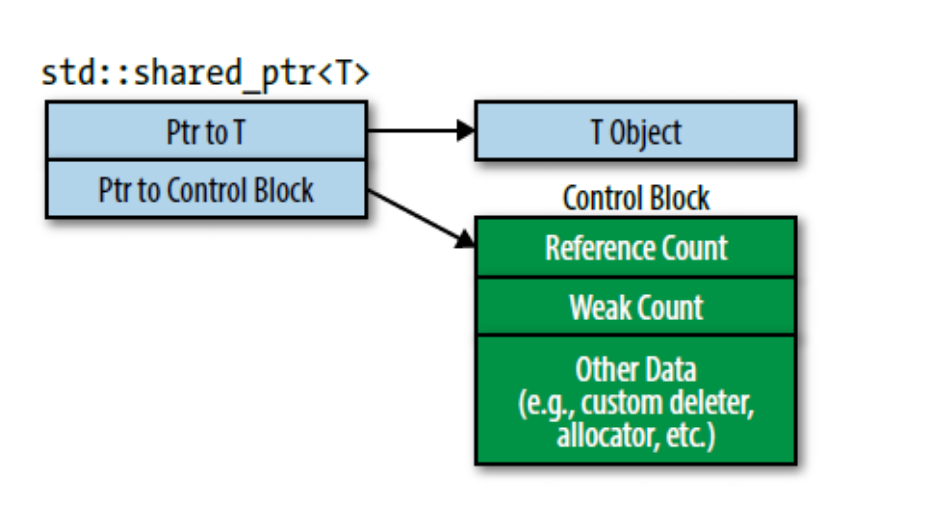 std::shared_ptr<T>
Ptr to T
T Object
Ptr to Control Block
Control Block
Reference Count
Weak Count
Other Data
(e.g., custom deleter,
allocator, etc.)